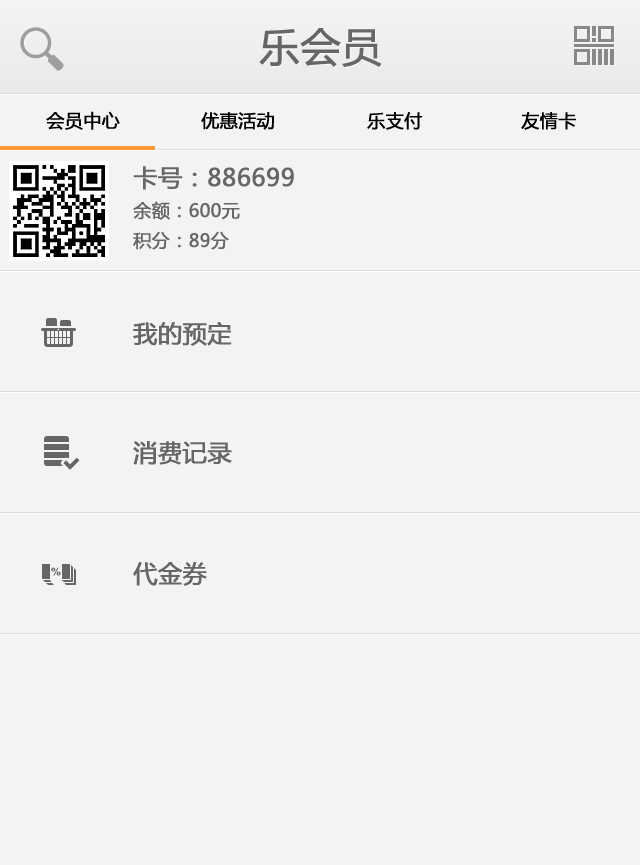 乐会员
会员中心 优惠活动 乐支付 友情卡
卡号：886699
余额：600元
积分：89分
我的预定
消费记录
%
代金券